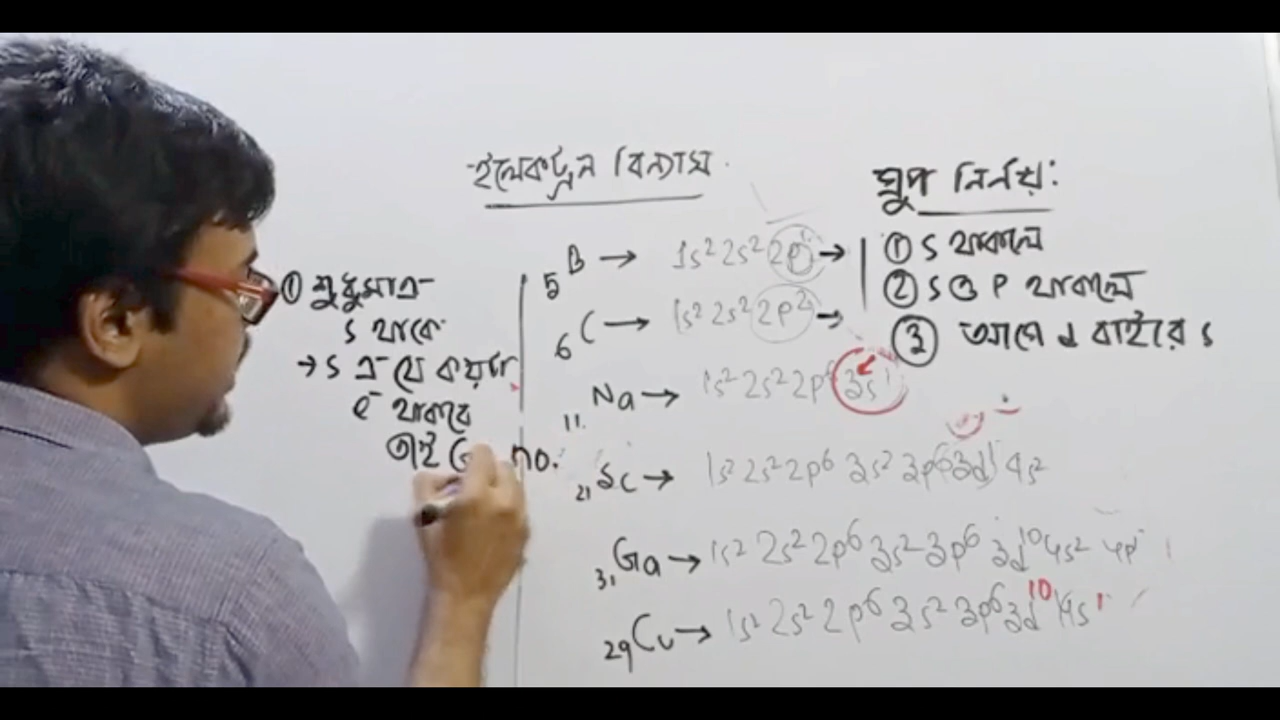 ইলেকট্রন বিন্যাস
গ্রুপ নির্নয়:
① S থাকলে
② S ও P থাকলে
③ আগে d বাইরে s
① শুধুমাত্র
S থাকে
→ S এ যে কয়টা
e⁻ থাকবে
তাই no.
₅B → 1s² 2s² 2p¹ →
₆C → 1s² 2s² 2p² →
₁₁Na → 1s² 2s² 2p⁶ 3s¹
₂₁Sc → 1s² 2s² 2p⁶ 3s² 3p⁶ 3d¹ 4s²
₃₁Ga → 1s² 2s² 2p⁶ 3s² 3p⁶ 3d¹⁰ 4s² 4p¹
₂₉Cu → 1s² 2s² 2p⁶ 3s² 3p⁶ 3d¹⁰ 4s¹